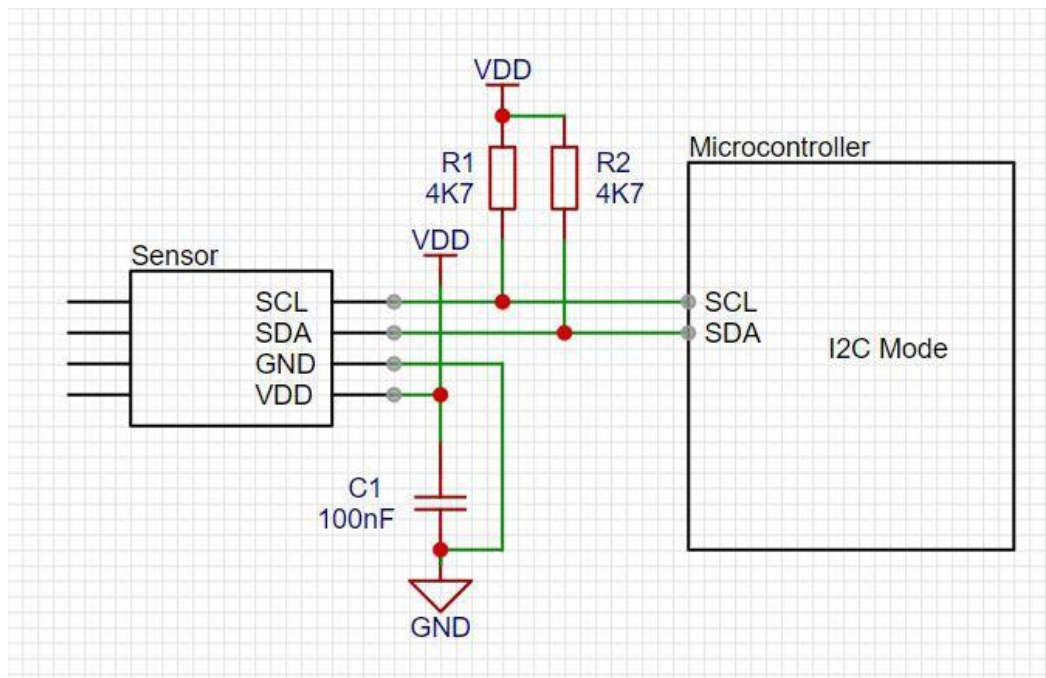 VDD
R1
4K7
R2
4K7
Microcontroller
VDD
Sensor
SCL
SDA
GND
VDD
SCL
SDA
I2C Mode
C1
100nF
GND